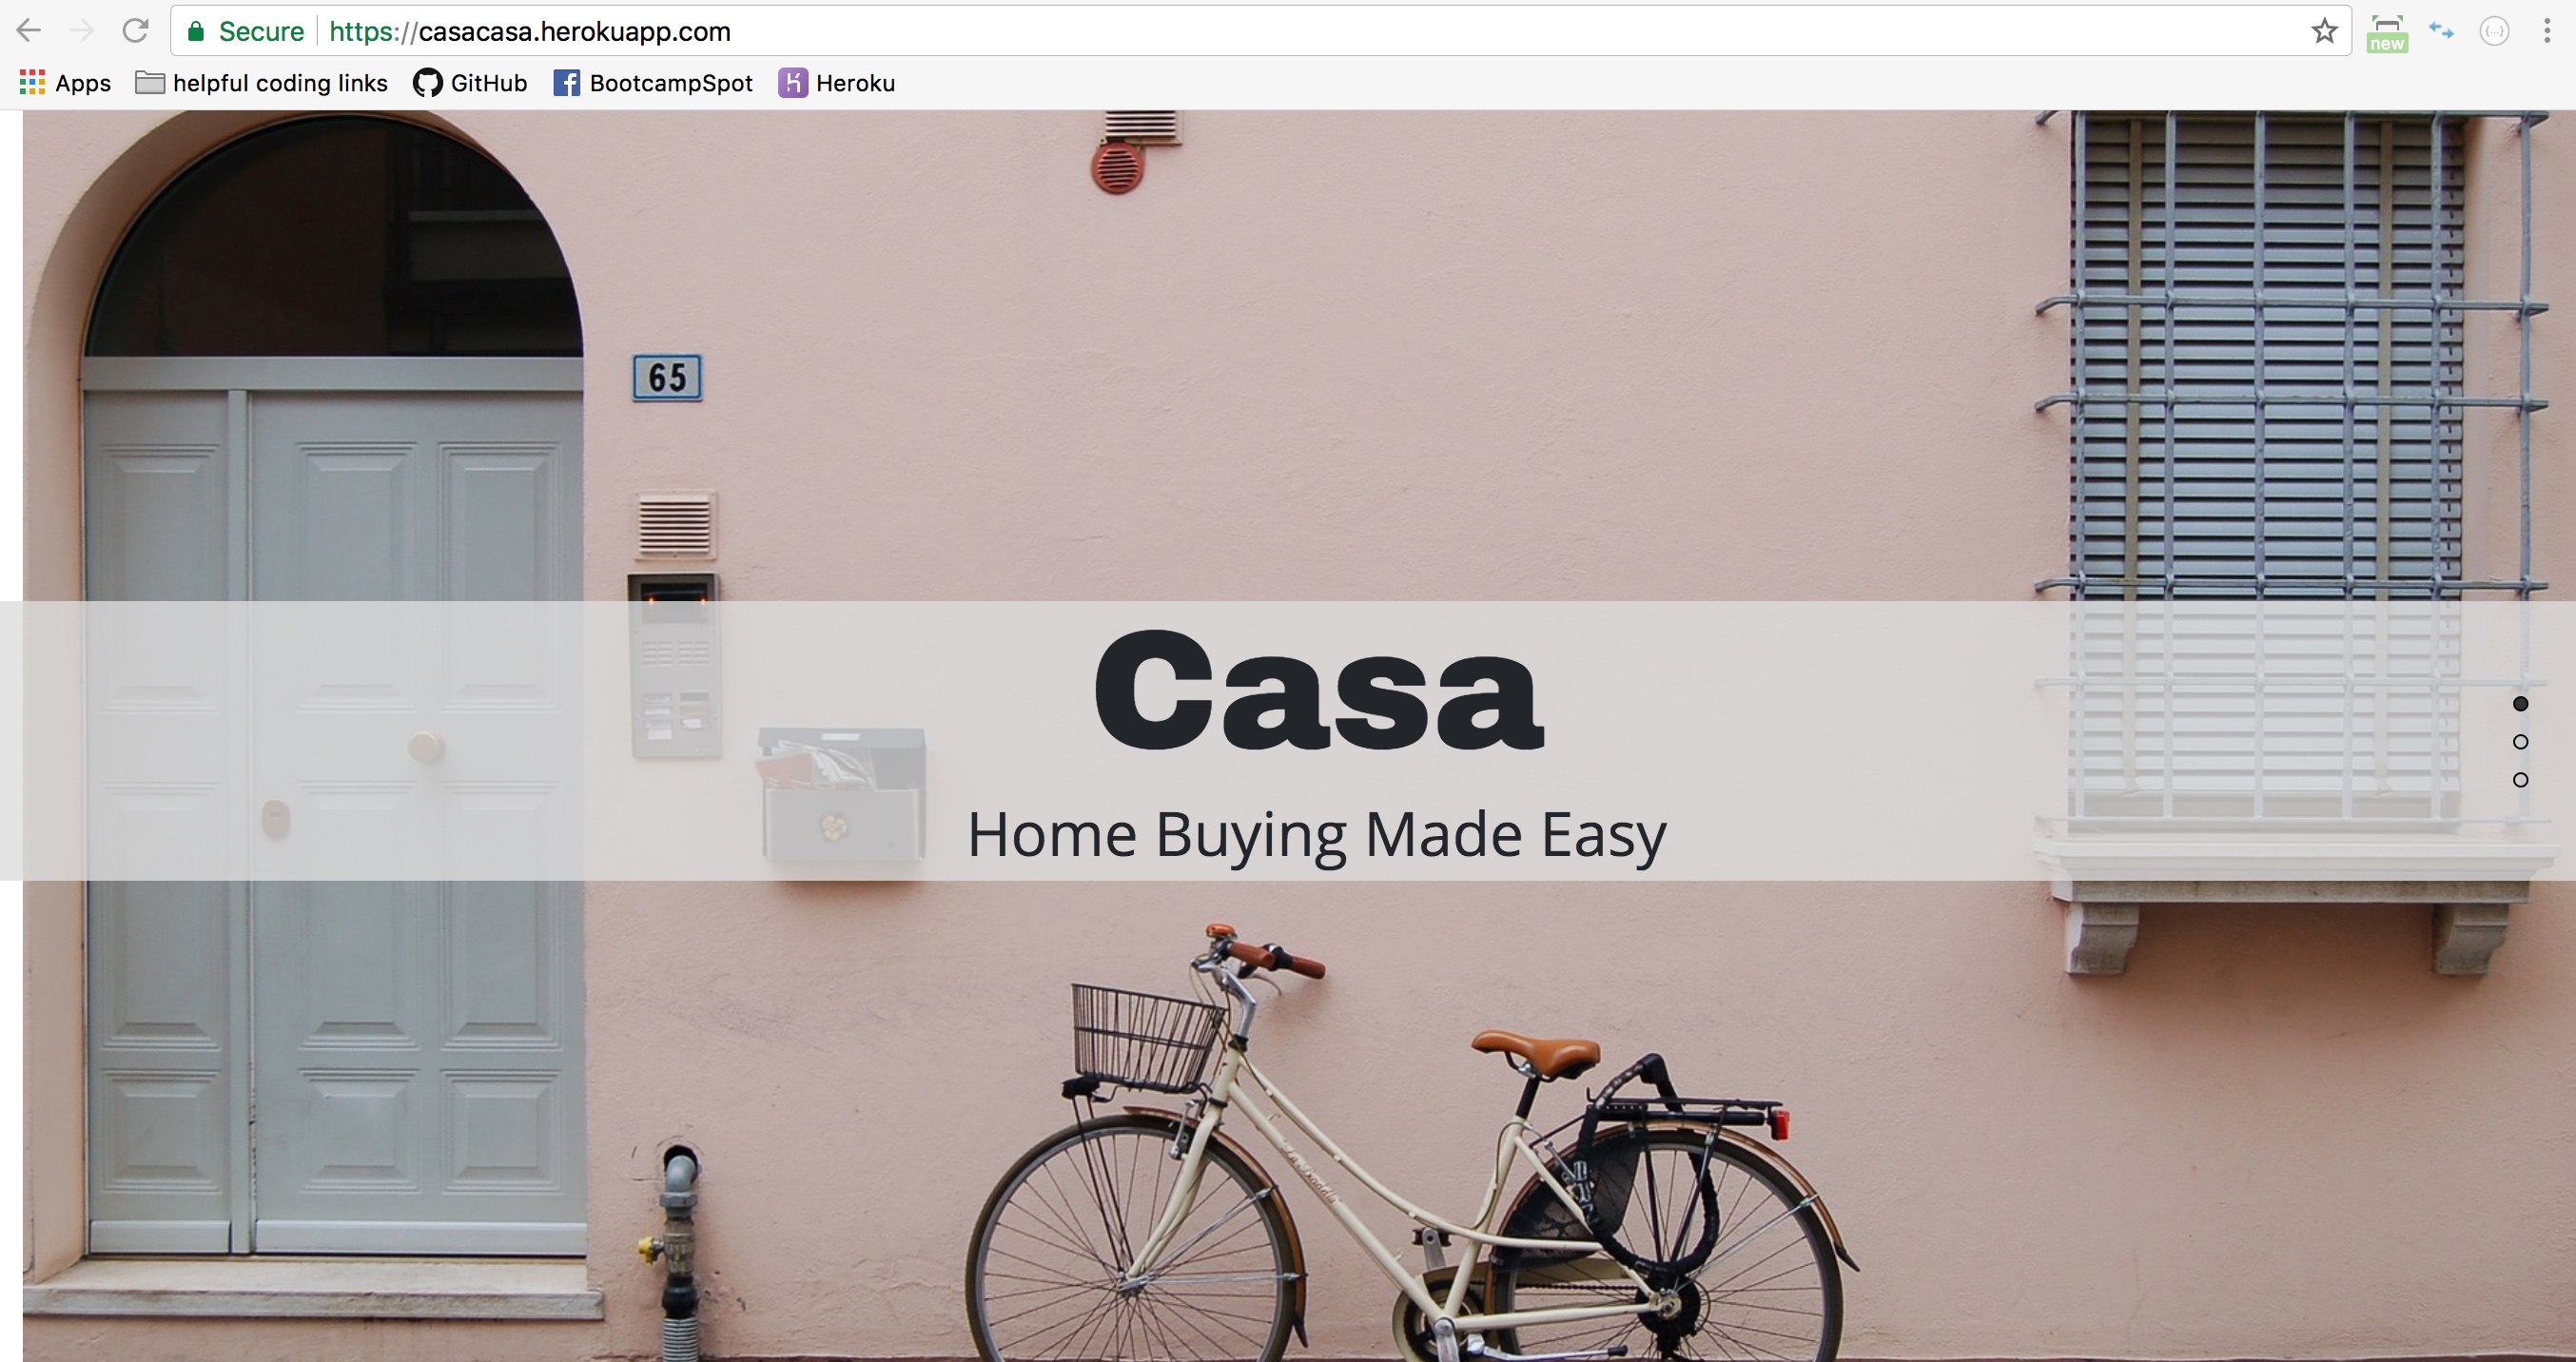 Secure https://casacasa.herokuapp.com
new
Apps helpful coding links GitHub BootcampSpot Heroku
65
Casa
Home Buying Made Easy